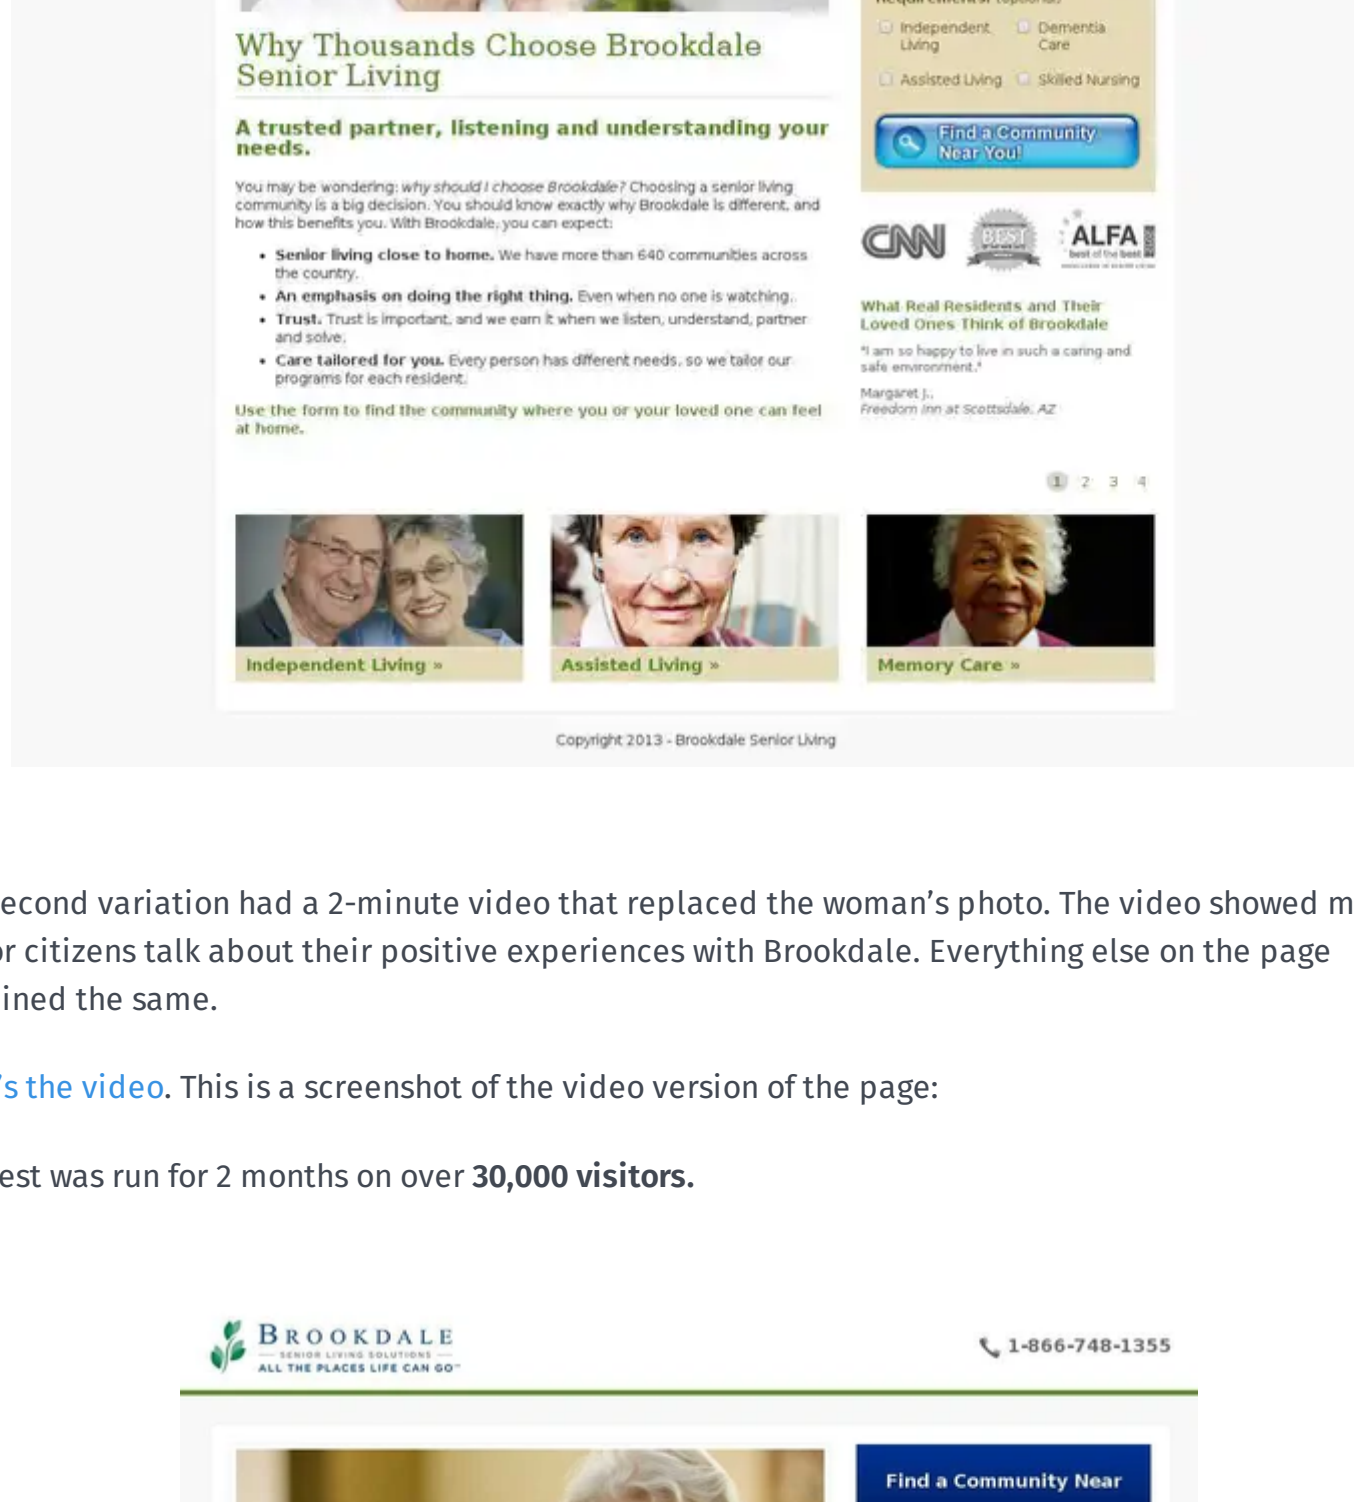 Independent
Living
Dementia
Care
Assisted Living
Skilled Nursing
Find a Community
Near You!
Why Thousands Choose Brookdale
Senior Living
A trusted partner, listening and understanding your
needs.
You may be wondering: why should I choose Brookdale? Choosing a senior living
community is a big decision. You should know exactly why Brookdale is different, and
how this benefits you. With Brookdale, you can expect:
• Senior living close to home. We have more than 640 communities across
the country.
• An emphasis on doing the right thing. Even when no one is watching.
• Trust. Trust is important, and we earn it when we listen, understand, partner
and solve.
• Care tailored for you. Every person has different needs, so we tailor our
programs for each resident.
Use the form to find the community where you or your loved one can feel
at home.
CNN
BEST
ALFA
best of the best
What Real Residents and Their
Loved Ones Think of Brookdale
"I am so happy to live in such a caring and
safe environment."
Margaret J.,
Freedom Inn at Scottsdale, AZ
1 2 3 4
Independent Living »
Assisted Living »
Memory Care »
Copyright 2013 - Brookdale Senior Living
econd variation had a 2-minute video that replaced the woman’s photo. The video showed m
or citizens talk about their positive experiences with Brookdale. Everything else on the page
ined the same.
’s the video. This is a screenshot of the video version of the page:
est was run for 2 months on over 30,000 visitors.
BROOKDALE
SENIOR LIVING SOLUTIONS
ALL THE PLACES LIFE CAN GO™
1-866-748-1355
Find a Community Near